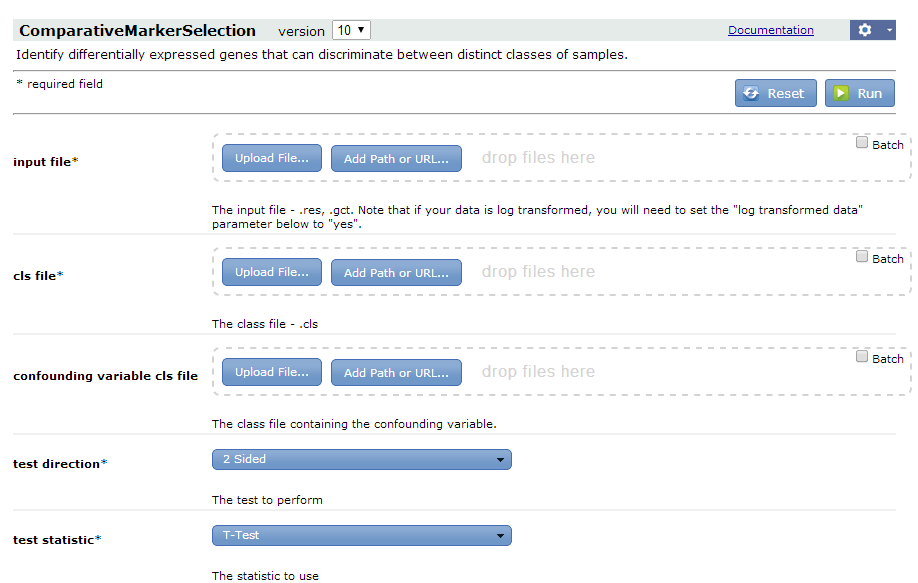 ComparativeMarkerSelection version 10 Documentation
Identify differentially expressed genes that can discriminate between distinct classes of samples.
* required field
Reset Run
input file* Upload File... Add Path or URL... drop files here Batch
The input file - .res, .gct. Note that if your data is log transformed, you will need to set the "log transformed data"
parameter below to "yes".
cls file* Upload File... Add Path or URL... drop files here Batch
The class file - .cls
confounding variable cls file Upload File... Add Path or URL... drop files here Batch
The class file containing the confounding variable.
test direction* 2 Sided
The test to perform
test statistic* T-Test
The statistic to use